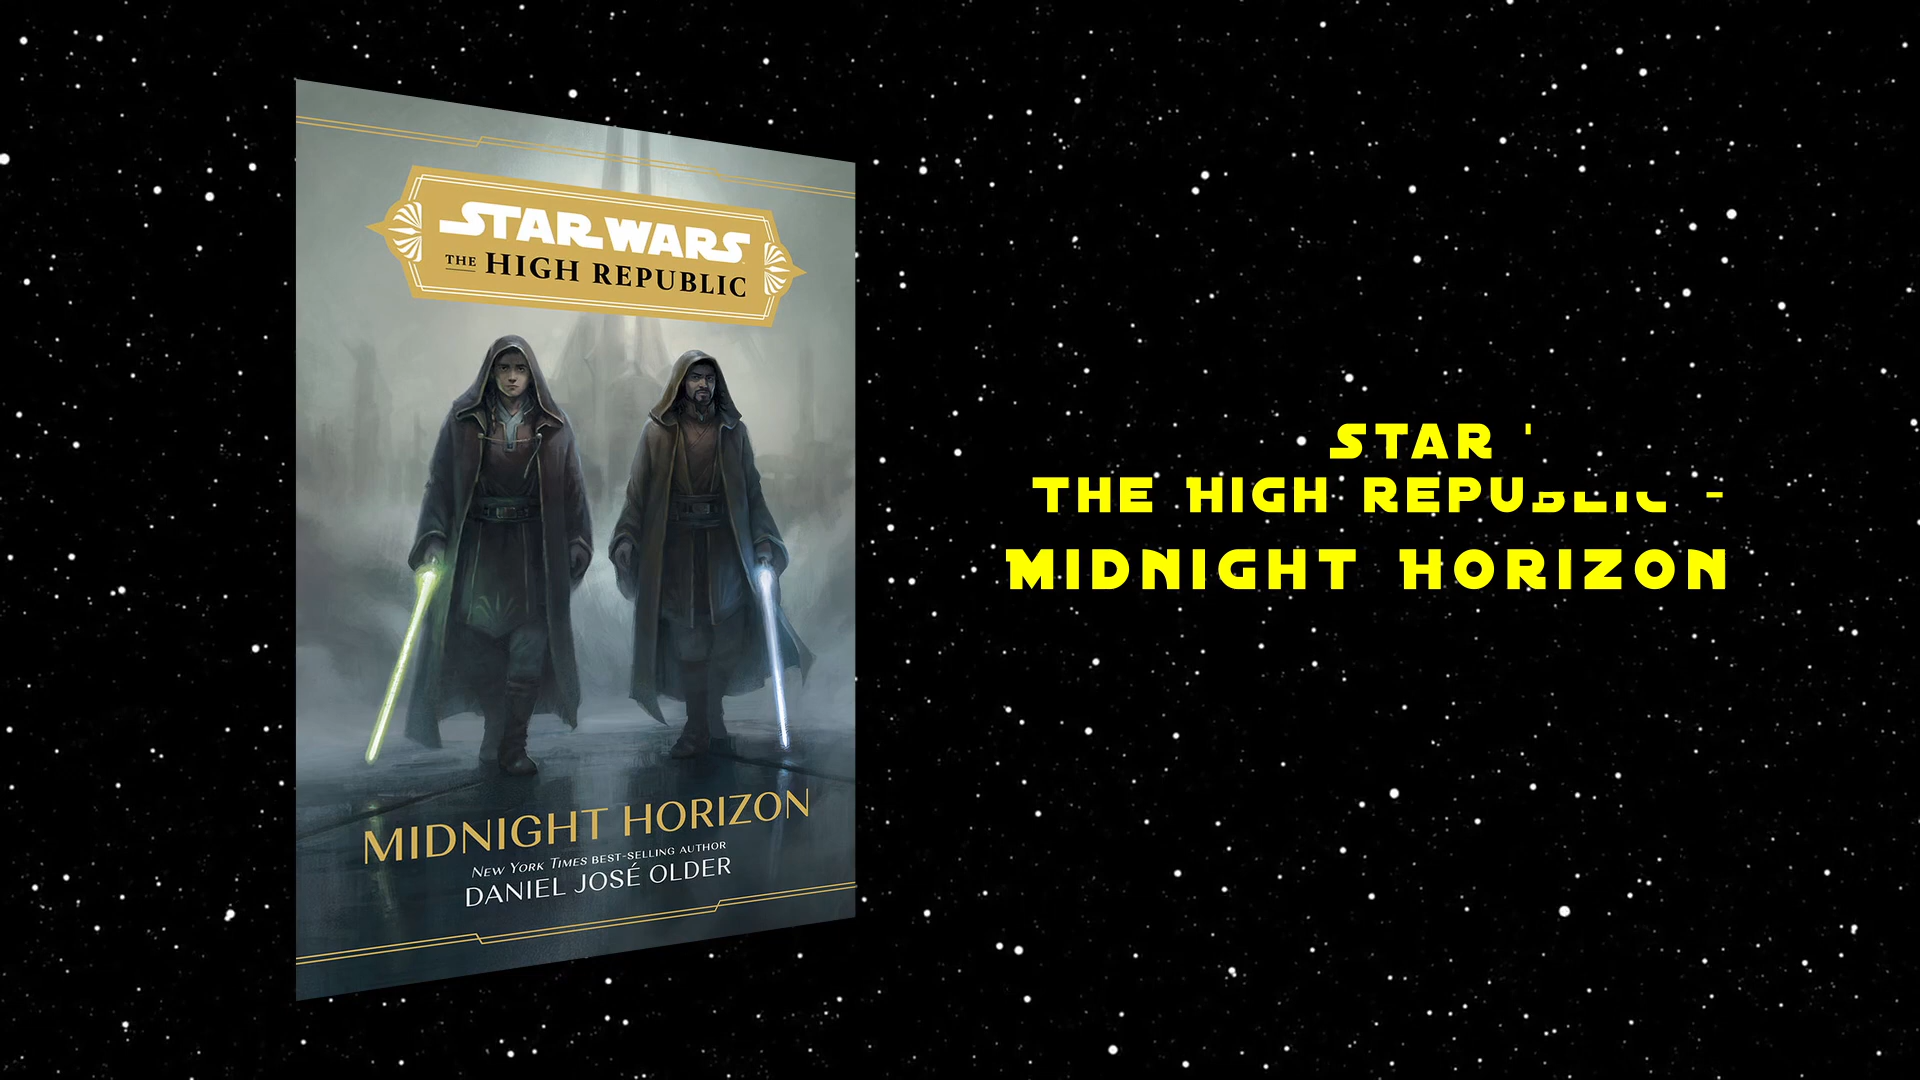 STAR WARS
THE HIGH REPUBLIC
MIDNIGHT HORIZON
New York Times BEST-SELLING AUTHOR
DANIEL JOSÉ OLDER
STAR
THE HIGH REPUBLIC -
MIDNIGHT HORIZON